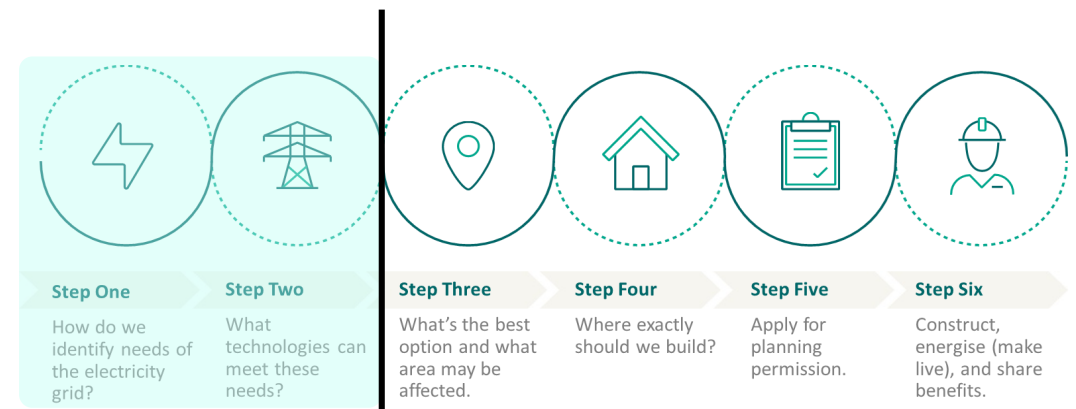 Step One
How do we
identify needs of
the electricity
grid?
Step Two
What
technologies can
meet these
needs?
Step Three
What's the best
option and what
area may be
affected.
Step Four
Where exactly
should we build?
Step Five
Apply for
planning
permission.
Step Six
Construct,
energise (make
live), and share
benefits.